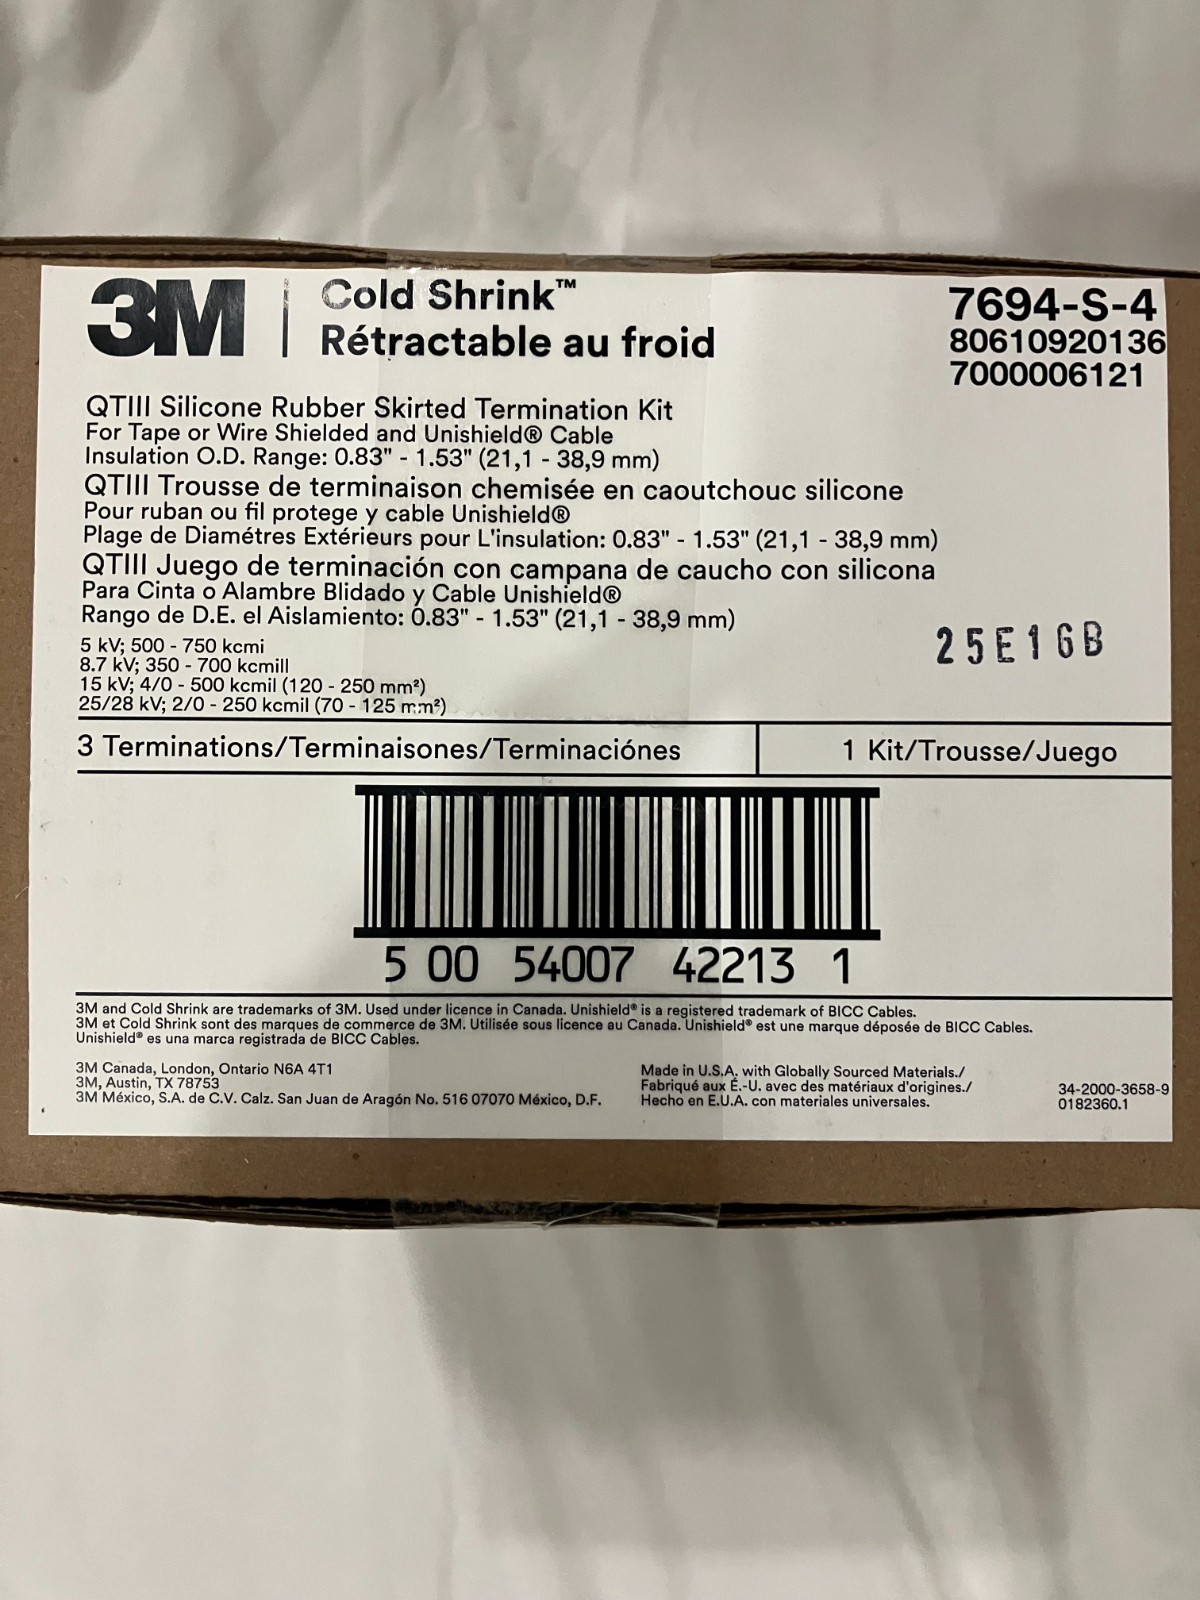 3M
Cold Shrink™
Rétractable au froid
7694-S-4
80610920136
7000006121
QTIII Silicone Rubber Skirted Termination Kit
For Tape or Wire Shielded and Unishield® Cable
Insulation O.D. Range: 0.83" - 1.53" (21,1 - 38,9 mm)
QTIII Trousse de terminaison chemisée en caoutchouc silicone
Pour ruban ou fil protege y cable Unishield®
Plage de Diamétres Extérieurs pour L'insulation: 0.83" - 1.53" (21,1 - 38,9 mm)
QTIII Juego de terminación con campana de caucho con silicona
Para Cinta o Alambre Blidado y Cable Unishield®
Rango de D.E. el Aislamiento: 0.83" - 1.53" (21,1 - 38,9 mm)
5 kV; 500 - 750 kcmi
8.7 kV; 350 - 700 kcmill
15 kV; 4/0 - 500 kcmil (120 - 250 mm²)
25/28 kV; 2/0 - 250 kcmil (70 - 125 mm²)
25E16B
3 Terminations/Terminaisones/Terminaciónes
1 Kit/Trousse/Juego
5 00 54007 42213 1
3M and Cold Shrink are trademarks of 3M. Used under licence in Canada. Unishield® is a registered trademark of BICC Cables.
3M et Cold Shrink sont des marques de commerce de 3M. Utilisée sous licence au Canada. Unishield® est une marque déposée de BICC Cables.
Unishield® es una marca registrada de BICC Cables.
3M Canada, London, Ontario N6A 4T1
3M, Austin, TX 78753
3M México, S.A. de C.V. Calz. San Juan de Aragón No. 516 07070 México, D.F.
Made in U.S.A. with Globally Sourced Materials./
Fabriqué aux É.-U. avec des matériaux d'origines./
Hecho en E.U.A. con materiales universales.
34-2000-3658-9
0182360.1